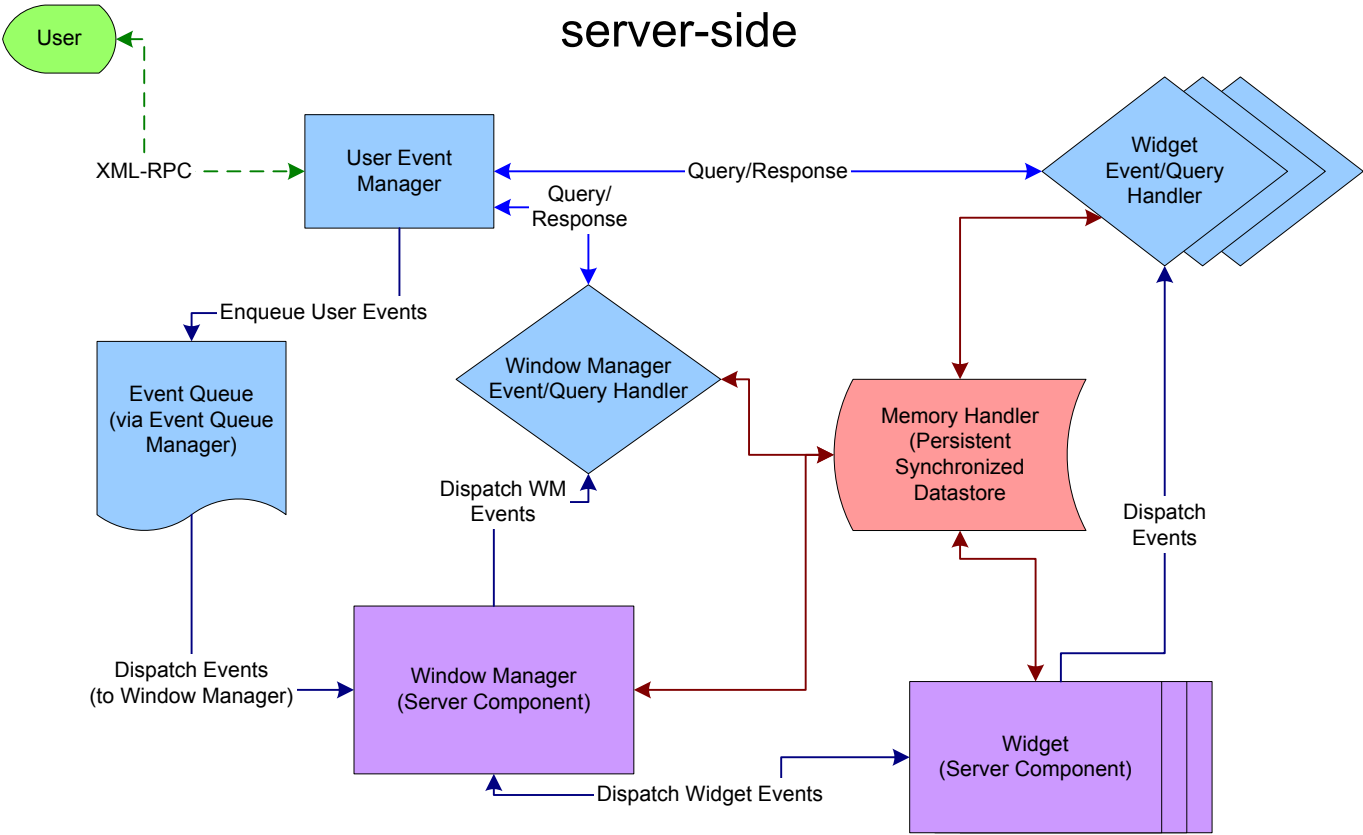 server-side
User
XML-RPC
User Event
Manager
Query/Response
Widget
Event/Query
Handler
Query/
Response
Enqueue User Events
Event Queue
(via Event Queue
Manager)
Window Manager
Event/Query Handler
Memory Handler
(Persistent
Synchronized
Datastore
Dispatch WM
Events
Dispatch
Events
Dispatch Events
(to Window Manager)
Window Manager
(Server Component)
Widget
(Server Component)
Dispatch Widget Events